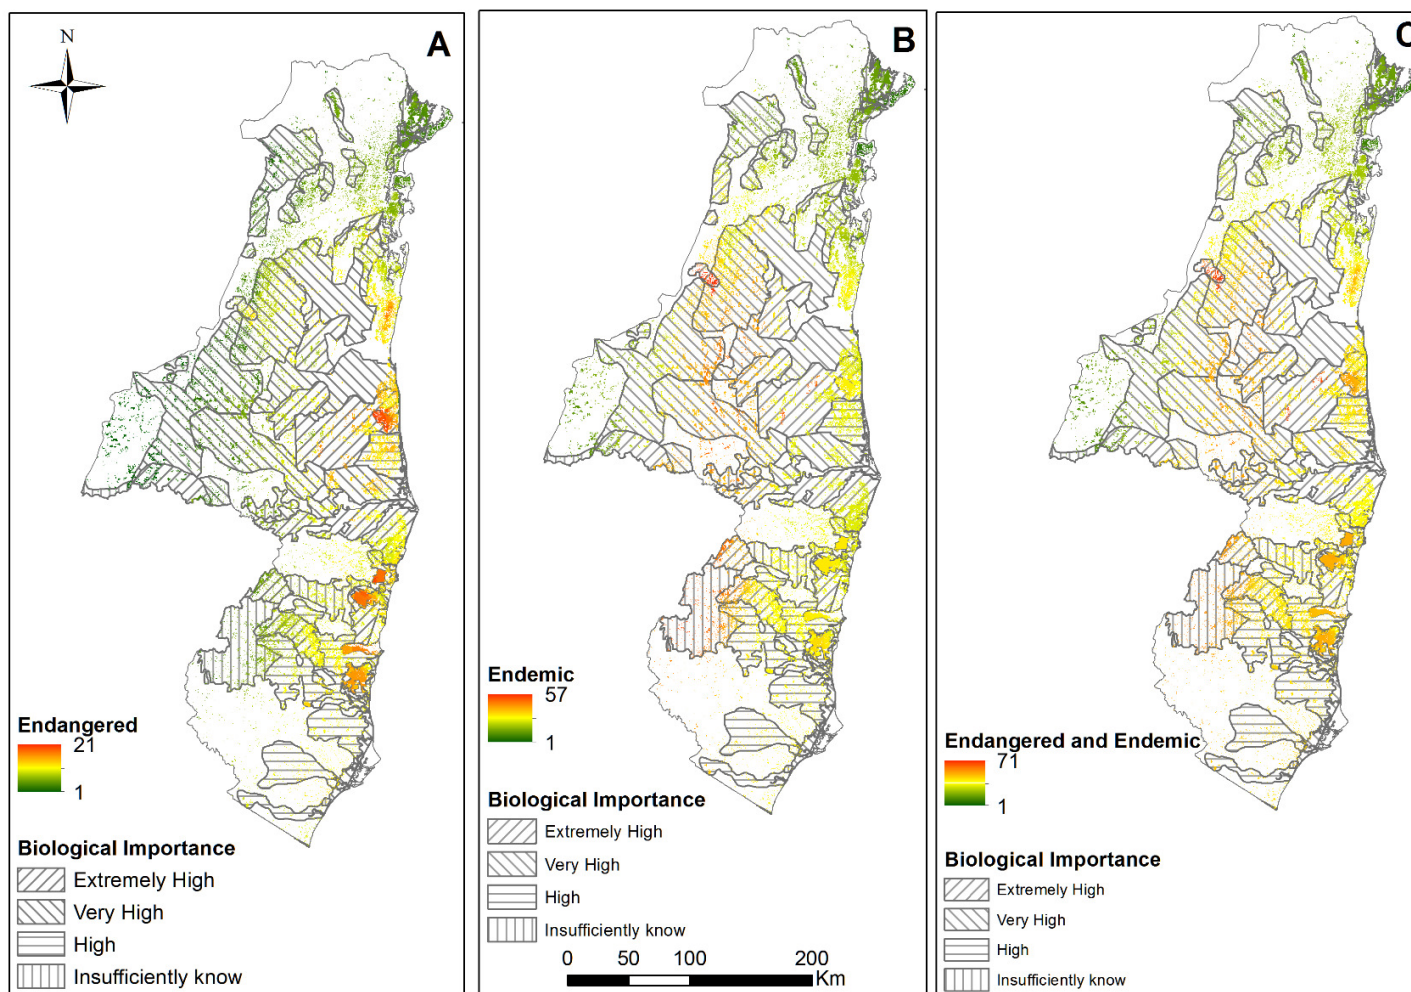 N
A
Endangered
21
1
Biological Importance
Extremely High
Very High
High
Insufficiently know
B
Endemic
57
1
Biological Importance
Extremely High
Very High
High
Insufficiently know
0 50 100 200
Km
C
Endangered and Endemic
71
1
Biological Importance
Extremely High
Very High
High
Insufficiently know